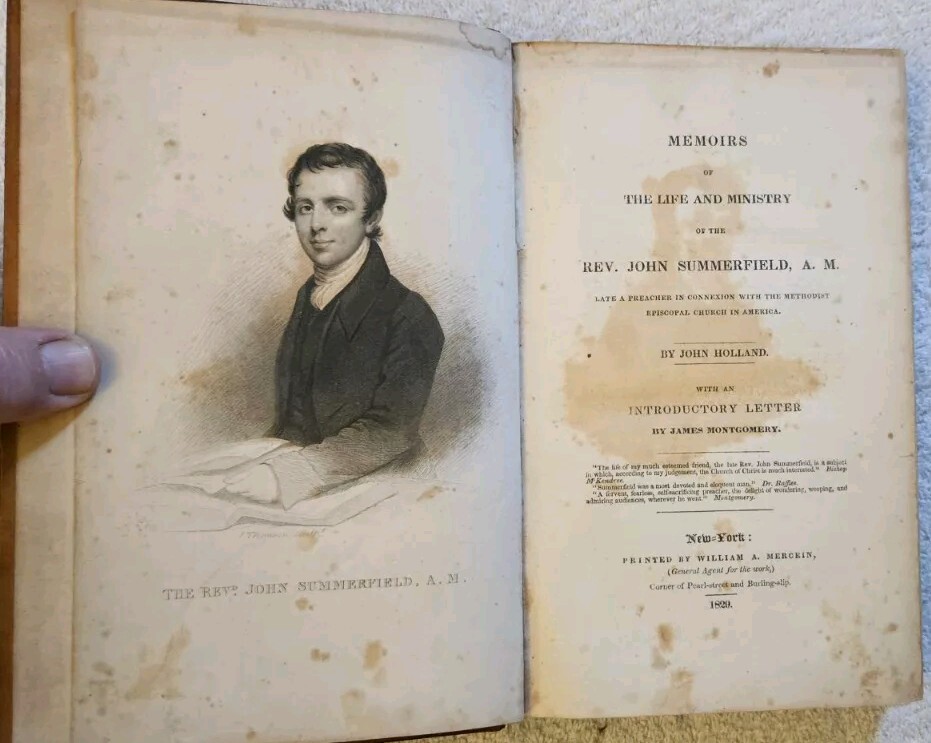 THE REVD. JOHN SUMMERFIELD, A. M.
MEMOIRS
OF
THE LIFE AND MINISTRY
OF THE
REV. JOHN SUMMERFIELD, A. M.
LATE A PREACHER IN CONNEXION WITH THE METHODIST
EPISCOPAL CHURCH IN AMERICA.
BY JOHN HOLLAND.
WITH AN
INTRODUCTORY LETTER
BY JAMES MONTGOMERY.
"The life of my much esteemed friend, the late Rev. John Summerfield, is a subject
in which, according to my judgement, the Church of Christ is much interested." Bishop
M'Kendree.
"Summerfield was a most devoted and eloquent man." Dr. Raffles.
"A fervent, fearless, self-sacrificing preacher, the delight of wondering, weeping, and
admiring audiences, wherever he went." Montgomery.
New-York:
PRINTED BY WILLIAM A. MERCEIN,
(General Agent for the work,)
Corner of Pearl-street and Burling-slip.
1829.